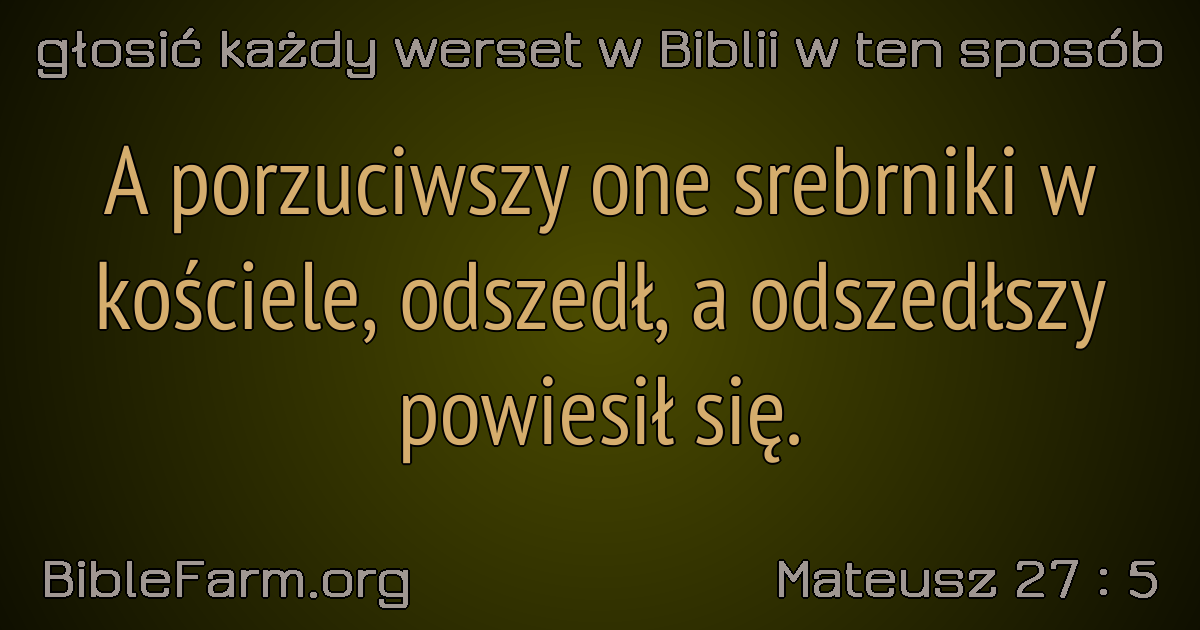 głosić każdy werset w Biblii w ten sposób
A porzuciwszy one srebrniki w
kościele, odszedł, a odszedłszy
powiesił się.
BibleFarm.org
Mateusz 27 : 5